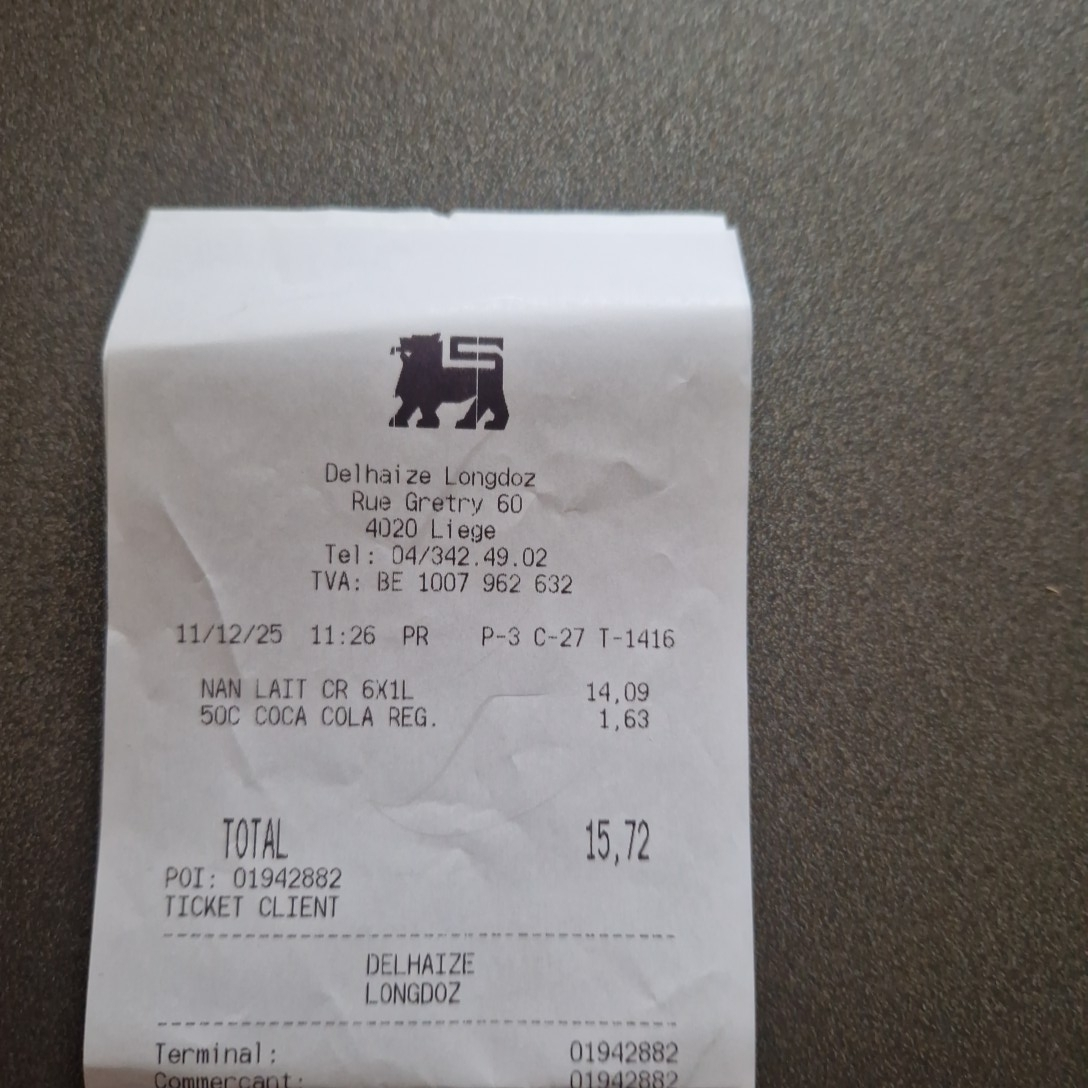 Delhaize Longdoz
Rue Gretry 60
4020 Liege
Tel: 04/342.49.02
TVA: BE 1007 962 632
11/12/25 11:26 PR P-3 C-27 T-1416
NAN LAIT CR 6X1L 14,09
50C COCA COLA REG. 1,63
TOTAL 15,72
POI: 01942882
TICKET CLIENT
DELHAIZE
LONGDOZ
Terminal: 01942882
Commercant: 01942882